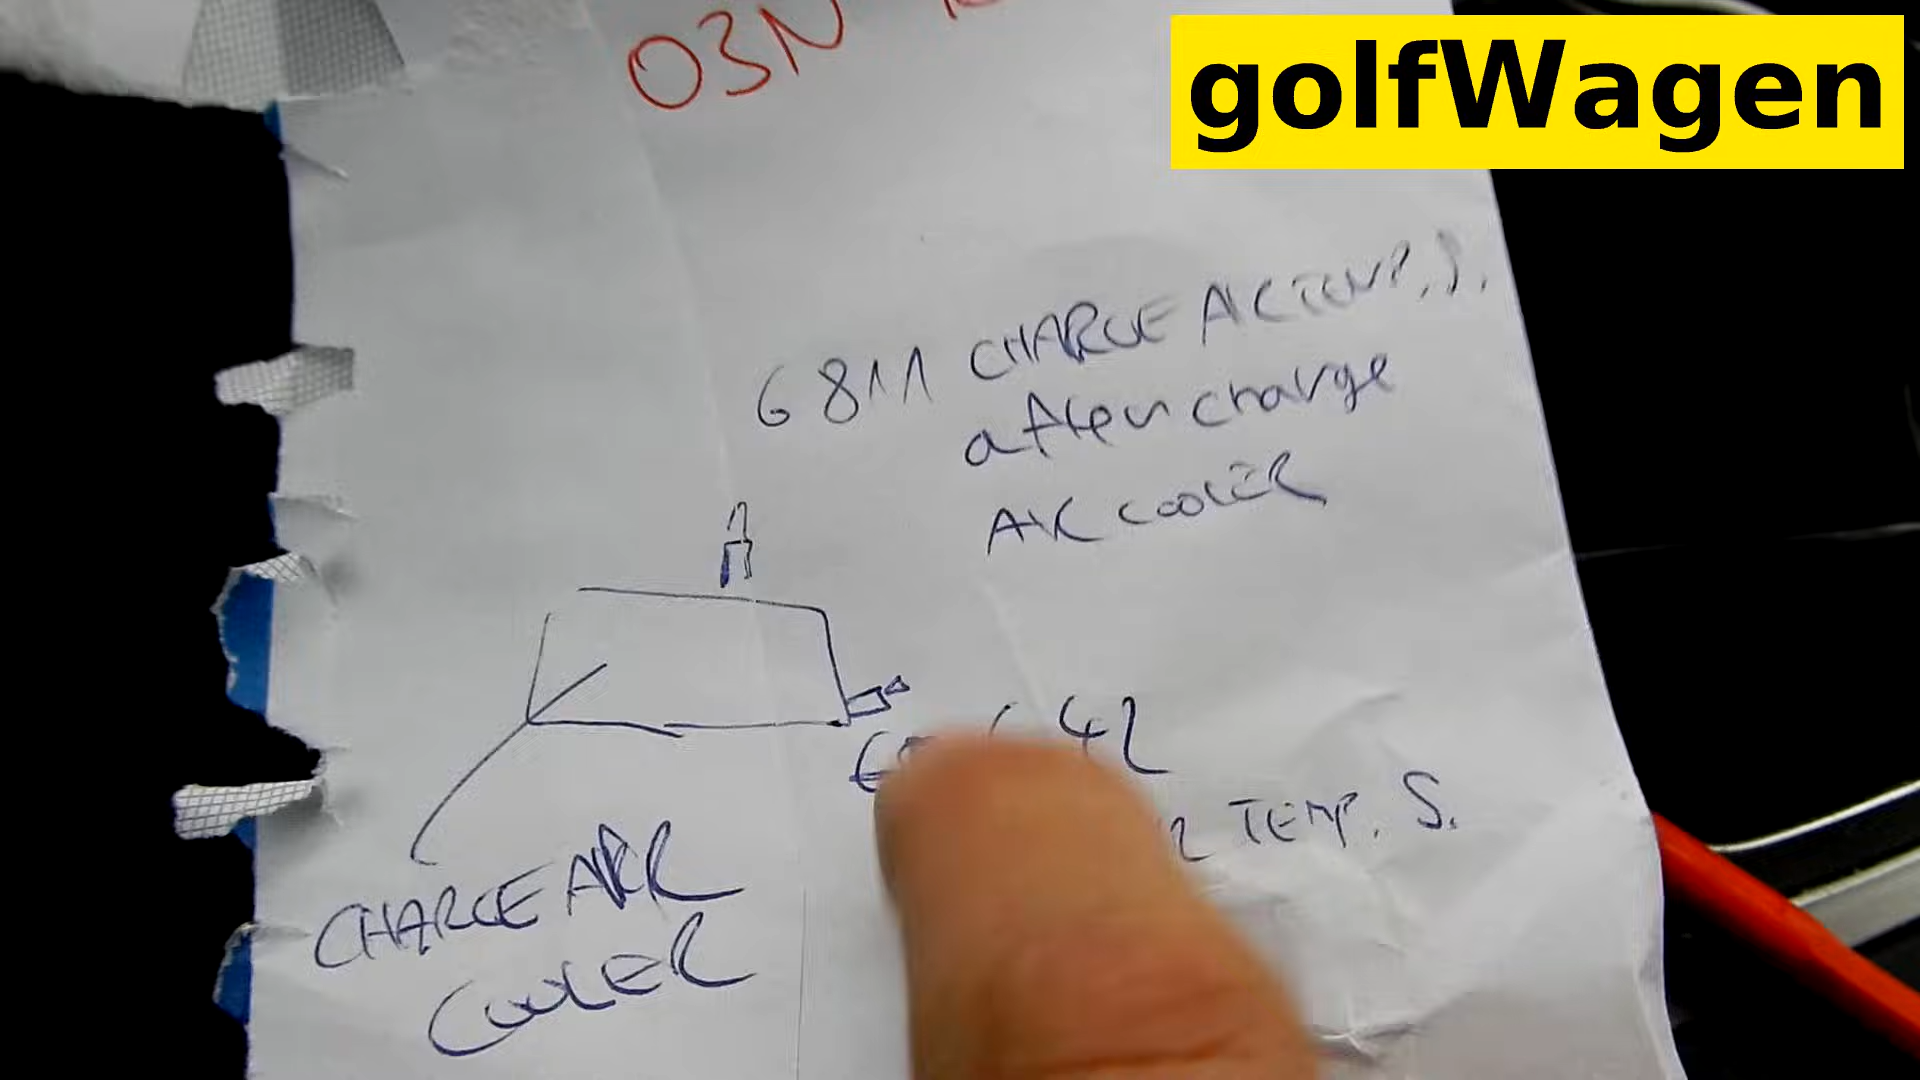 golfWagen
03N
G811 CHARGE AIR TEMP. S.
after charge
AIR COOLER
G42
TEMP. S.
CHARGE AIR
COOLER